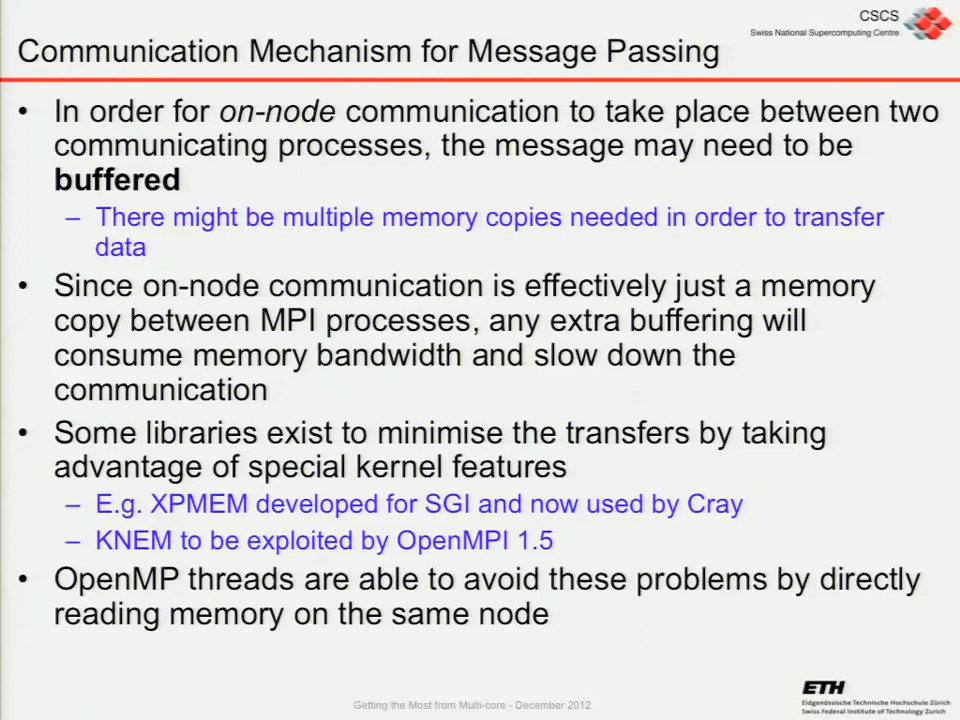 CSCS
Swiss National Supercomputing Centre
Communication Mechanism for Message Passing
• In order for on-node communication to take place between two
communicating processes, the message may need to be
buffered
– There might be multiple memory copies needed in order to transfer
data
• Since on-node communication is effectively just a memory
copy between MPI processes, any extra buffering will
consume memory bandwidth and slow down the
communication
• Some libraries exist to minimise the transfers by taking
advantage of special kernel features
– E.g. XPMEM developed for SGI and now used by Cray
– KNEM to be exploited by OpenMPI 1.5
• OpenMP threads are able to avoid these problems by directly
reading memory on the same node
Getting the Most from Multi-core - December 2012
ETH
Eidgenössische Technische Hochschule Zürich
Swiss Federal Institute of Technology Zurich